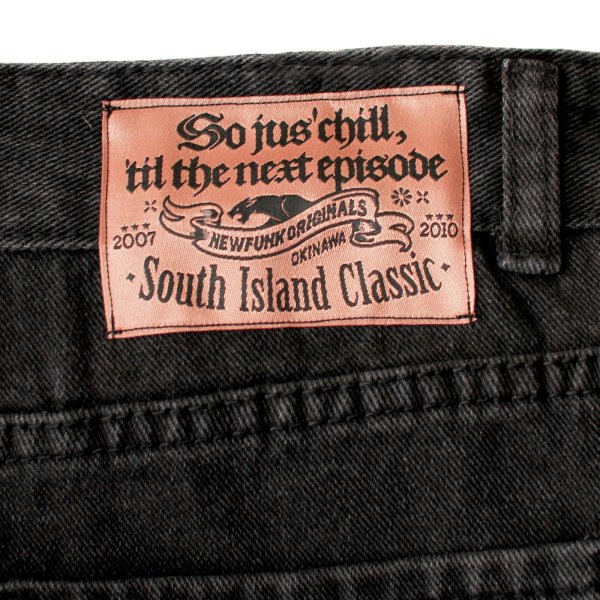 So jus' chill,
'til the next episode
NEWFUNK ORIGINALS
OKINAWA
*** 2007
*** 2010
· South Island Classic ·